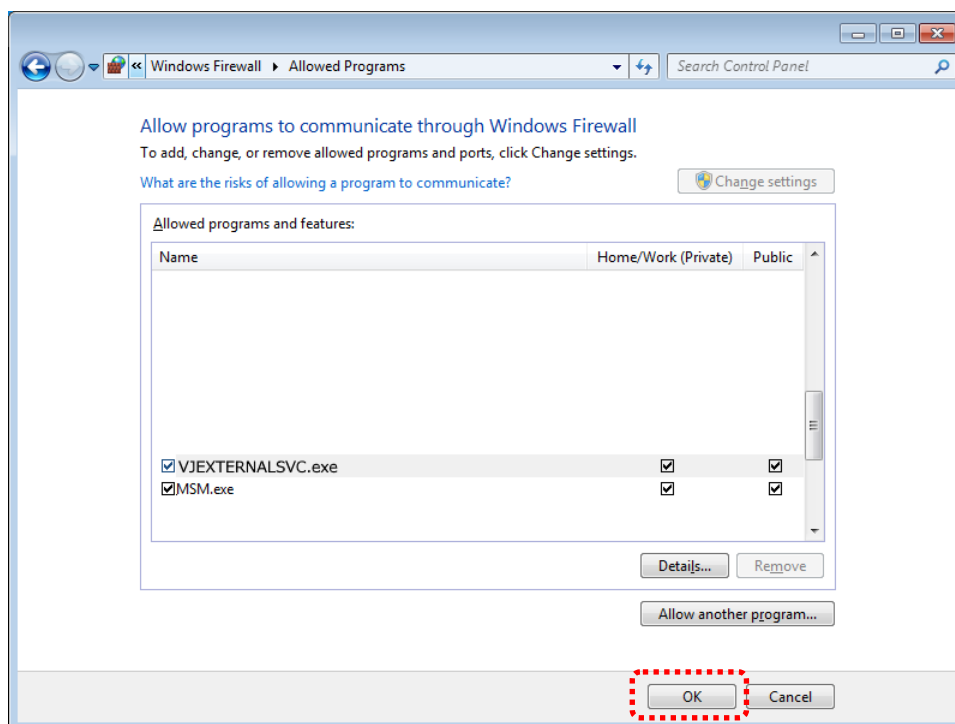 « Windows Firewall ▸ Allowed Programs
Search Control Panel
Allow programs to communicate through Windows Firewall
To add, change, or remove allowed programs and ports, click Change settings.
What are the risks of allowing a program to communicate?
Change settings
Allowed programs and features:
Name Home/Work (Private) Public
VJEXTERNALSVC.exe
MSM.exe
Details... Remove
Allow another program...
OK Cancel